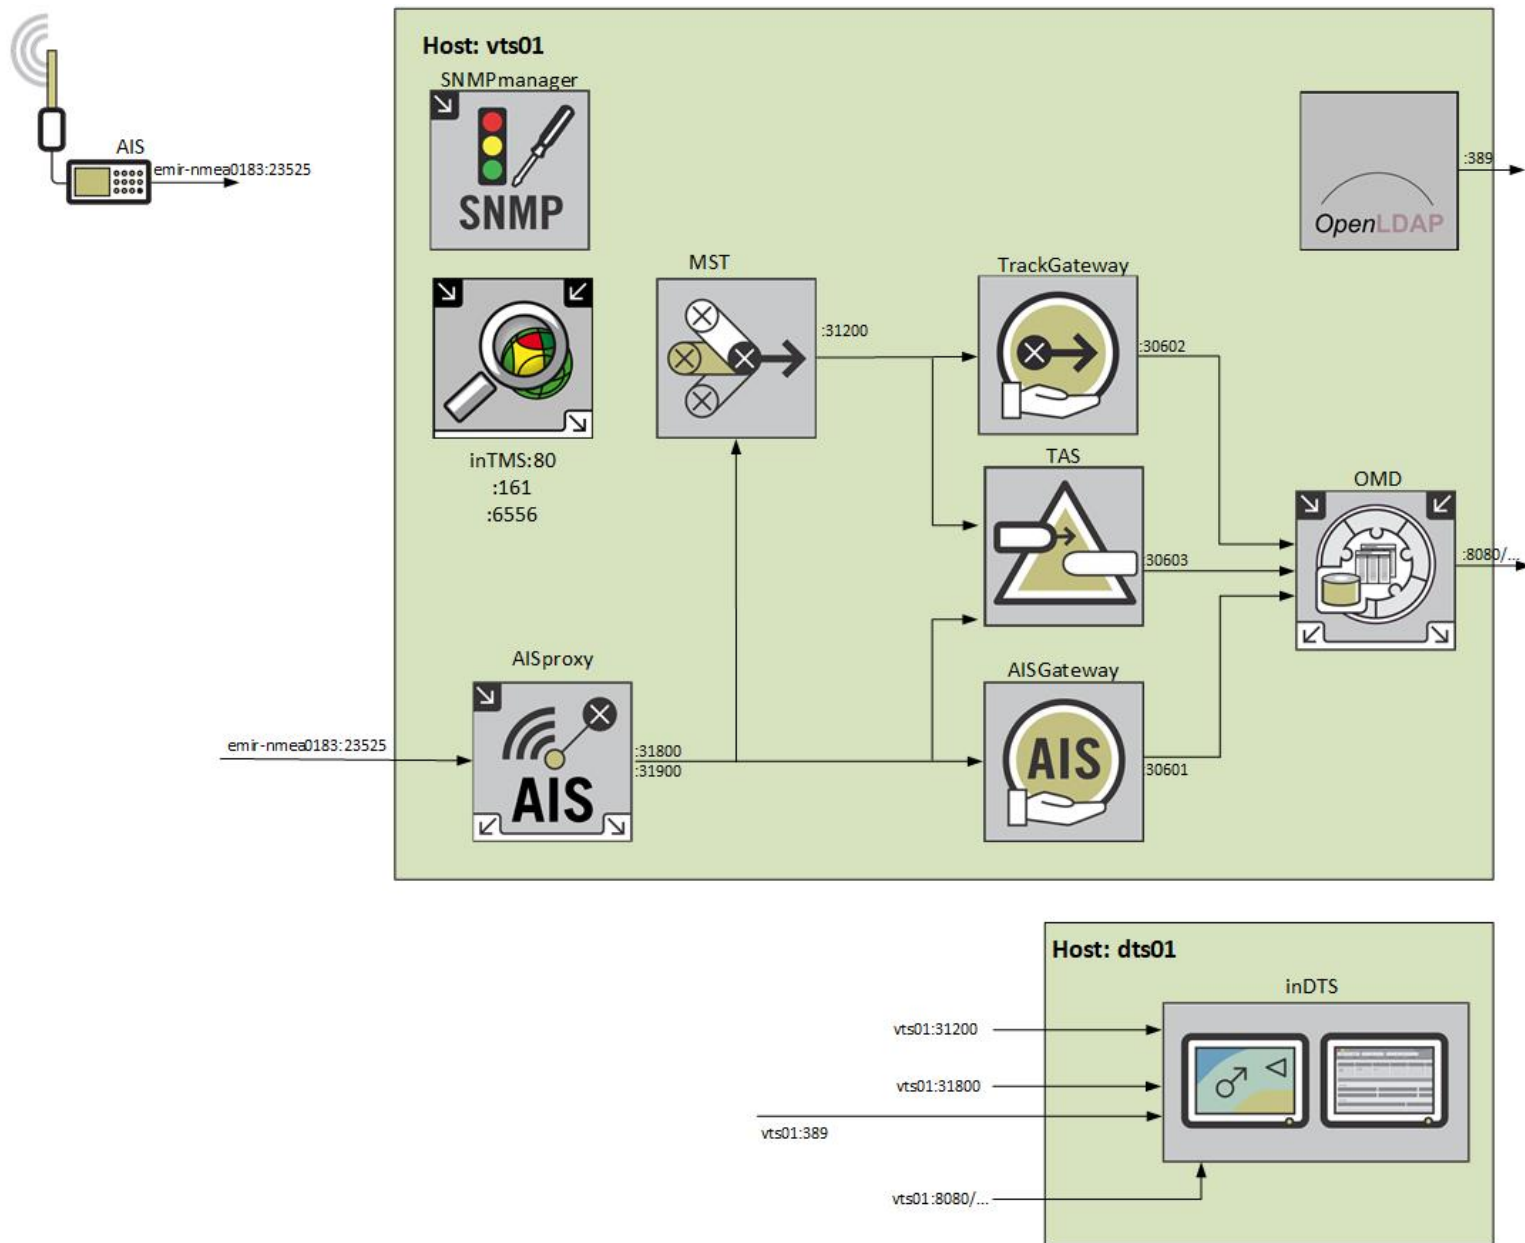 Host: vts01
SNMPmanager
SNMP
AIS
emir-nmea0183:23525
:389
OpenLDAP
MST
:31200
TrackGateway
:30602
inTMS:80
:161
:6556
TAS
:30603
OMD
:8080/...
AISproxy
emir-nmea0183:23525
AIS
:31800
:31900
AISGateway
AIS
:30601
Host: dts01
inDTS
vts01:31200
vts01:31800
vts01:389
vts01:8080/...